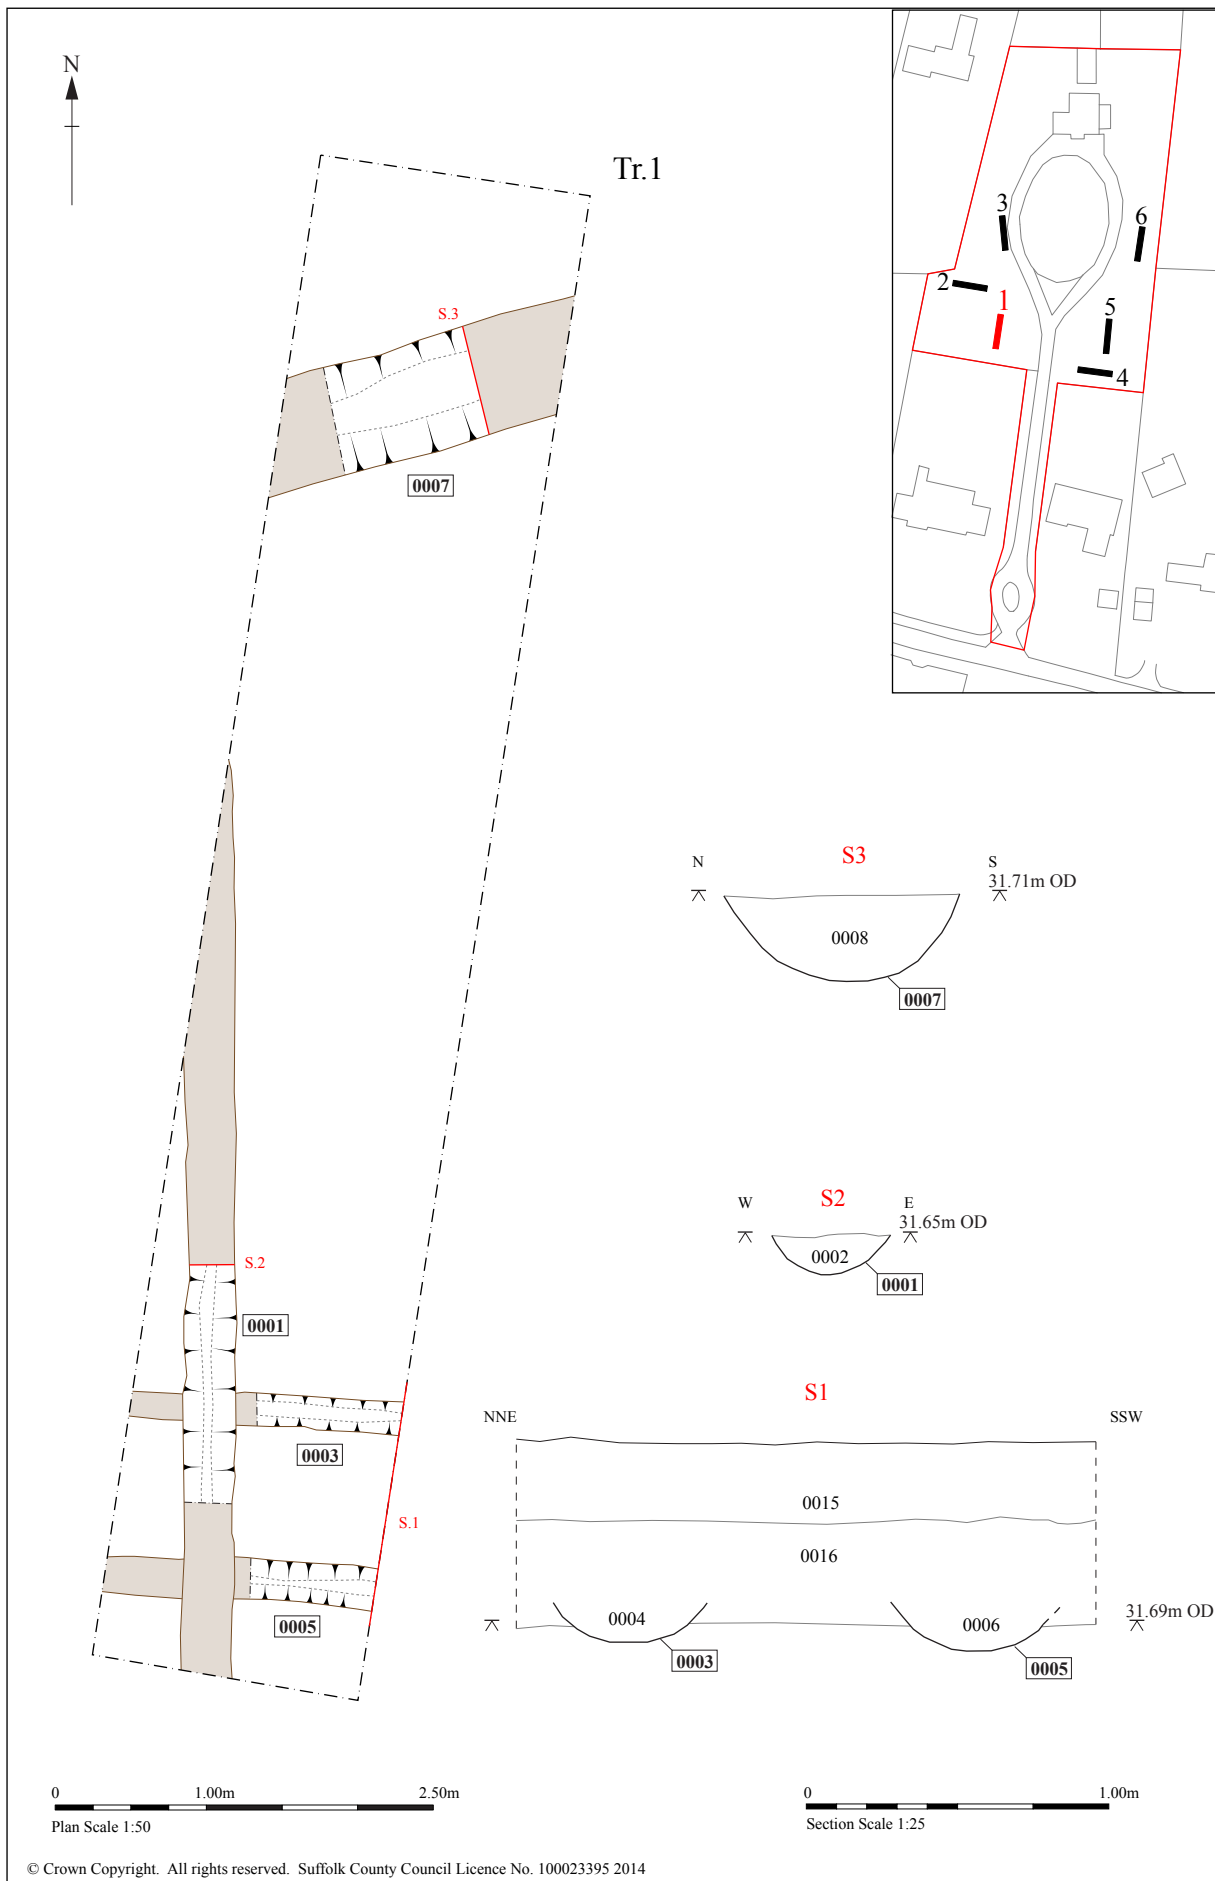 N
Tr.1
3
6
2
1
5
4
S.3
0007
N
S3
S
31.71m OD
0008
0007
W
S2
E
31.65m OD
0002
0001
S.2
0001
0003
S.1
0005
S1
NNE
SSW
0015
0016
0004
0006
31.69m OD
0003
0005
0 1.00m 2.50m
Plan Scale 1:50
0 1.00m
Section Scale 1:25
© Crown Copyright. All rights reserved. Suffolk County Council Licence No. 100023395 2014